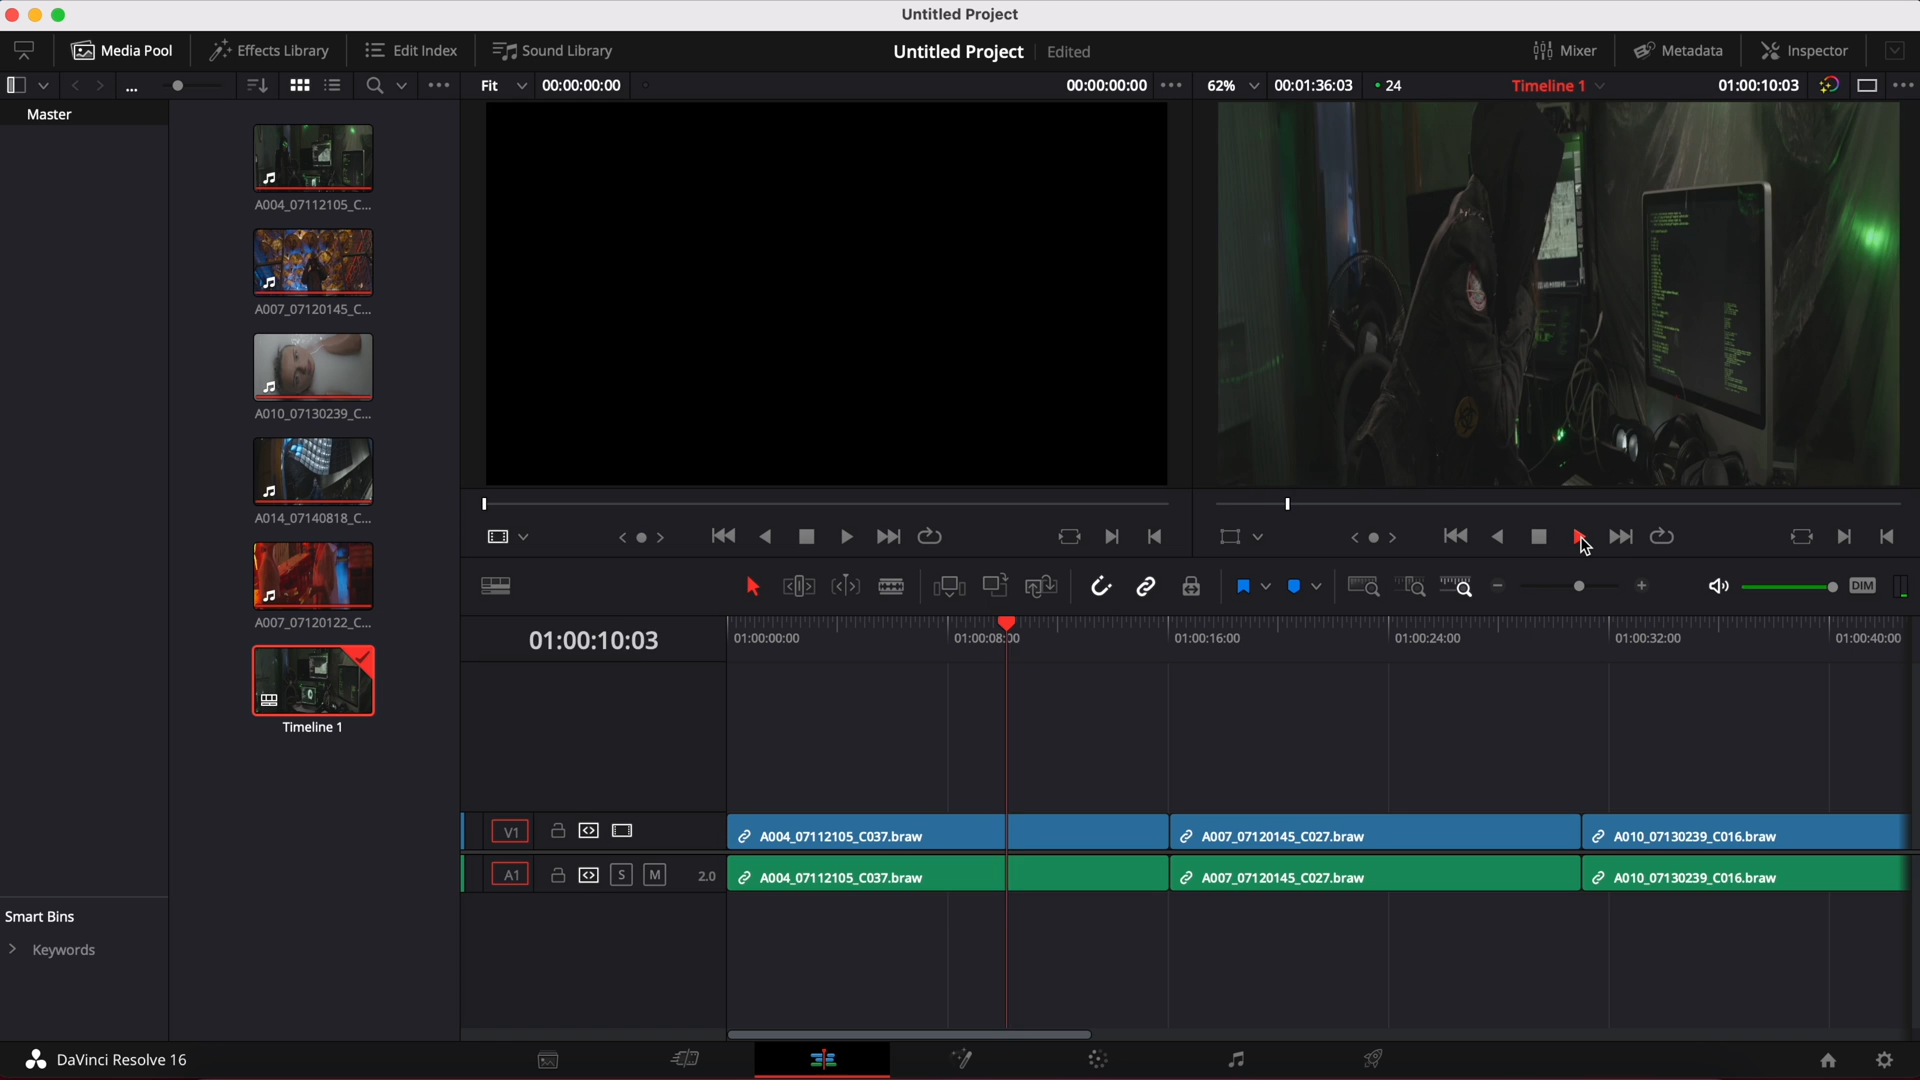 Untitled Project
Media Pool
Effects Library
Edit Index
Sound Library
Untitled Project
Edited
Mixer
Metadata
Inspector
...
Fit
00:00:00:00
00:00:00:00
62%
00:01:36:03
24
Timeline 1
01:00:10:03
Master
A004_07112105_C...
A007_07120145_C...
A010_07130239_C...
A014_07140818_C...
A007_07120122_C...
Timeline 1
DIM
01:00:10:03
01:00:00:00
01:00:08:00
01:00:16:00
01:00:24:00
01:00:32:00
01:00:40:00
V1
A004_07112105_C037.braw
A007_07120145_C027.braw
A010_07130239_C016.braw
A1
S
M
2.0
A004_07112105_C037.braw
A007_07120145_C027.braw
A010_07130239_C016.braw
Smart Bins
Keywords
DaVinci Resolve 16